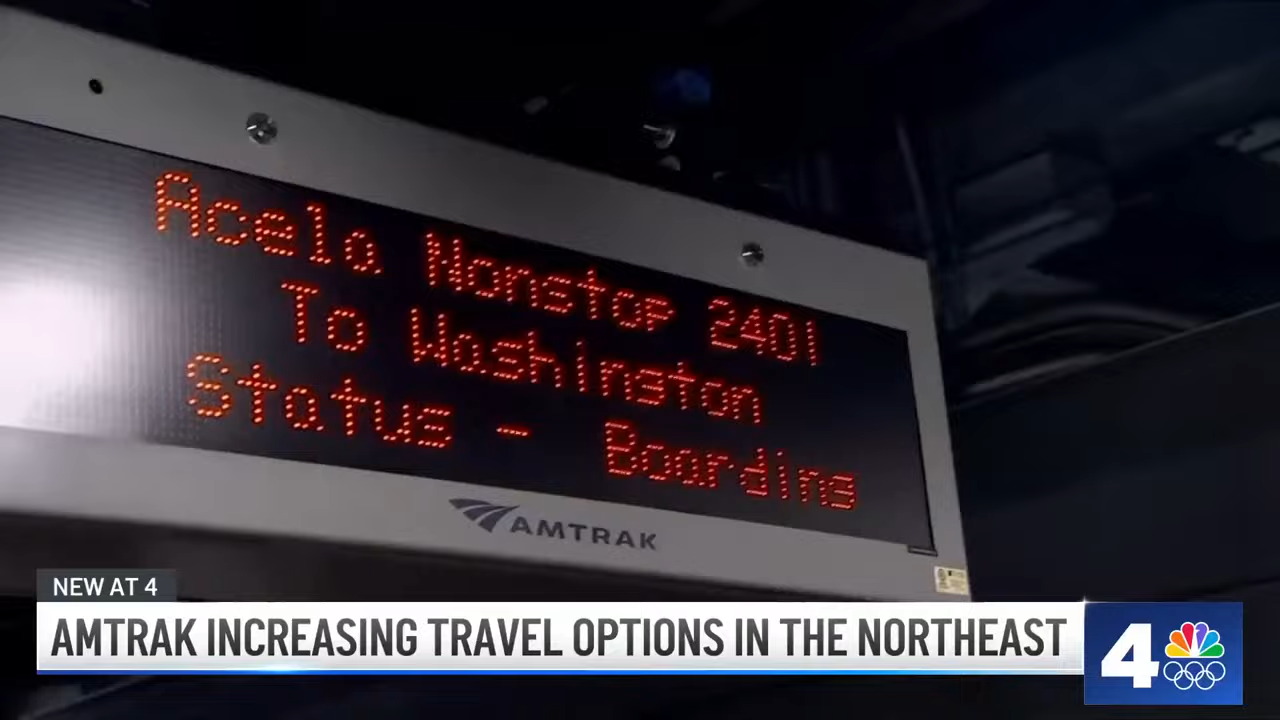 Acela Nonstop 2401
To Washington
Status - Boarding
AMTRAK
NEW AT 4
AMTRAK INCREASING TRAVEL OPTIONS IN THE NORTHEAST
4